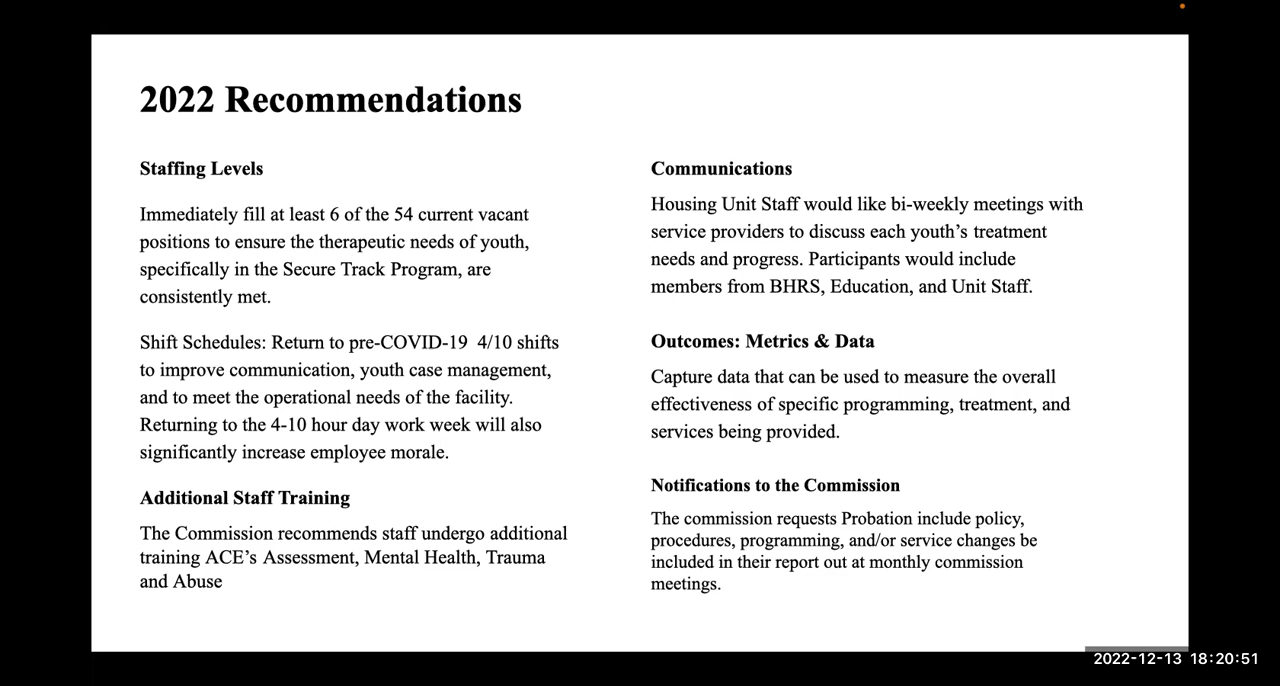 2022 Recommendations
Staffing Levels
Immediately fill at least 6 of the 54 current vacant
positions to ensure the therapeutic needs of youth,
specifically in the Secure Track Program, are
consistently met.
Shift Schedules: Return to pre-COVID-19  4/10 shifts
to improve communication, youth case management,
and to meet the operational needs of the facility.
Returning to the 4-10 hour day work week will also
significantly increase employee morale.
Additional Staff Training
The Commission recommends staff undergo additional
training ACE’s Assessment, Mental Health, Trauma
and Abuse
Communications
Housing Unit Staff would like bi-weekly meetings with
service providers to discuss each youth’s treatment
needs and progress. Participants would include
members from BHRS, Education, and Unit Staff.
Outcomes: Metrics & Data
Capture data that can be used to measure the overall
effectiveness of specific programming, treatment, and
services being provided.
Notifications to the Commission
The commission requests Probation include policy,
procedures, programming, and/or service changes be
included in their report out at monthly commission
meetings.
2022-12-13 18:20:51